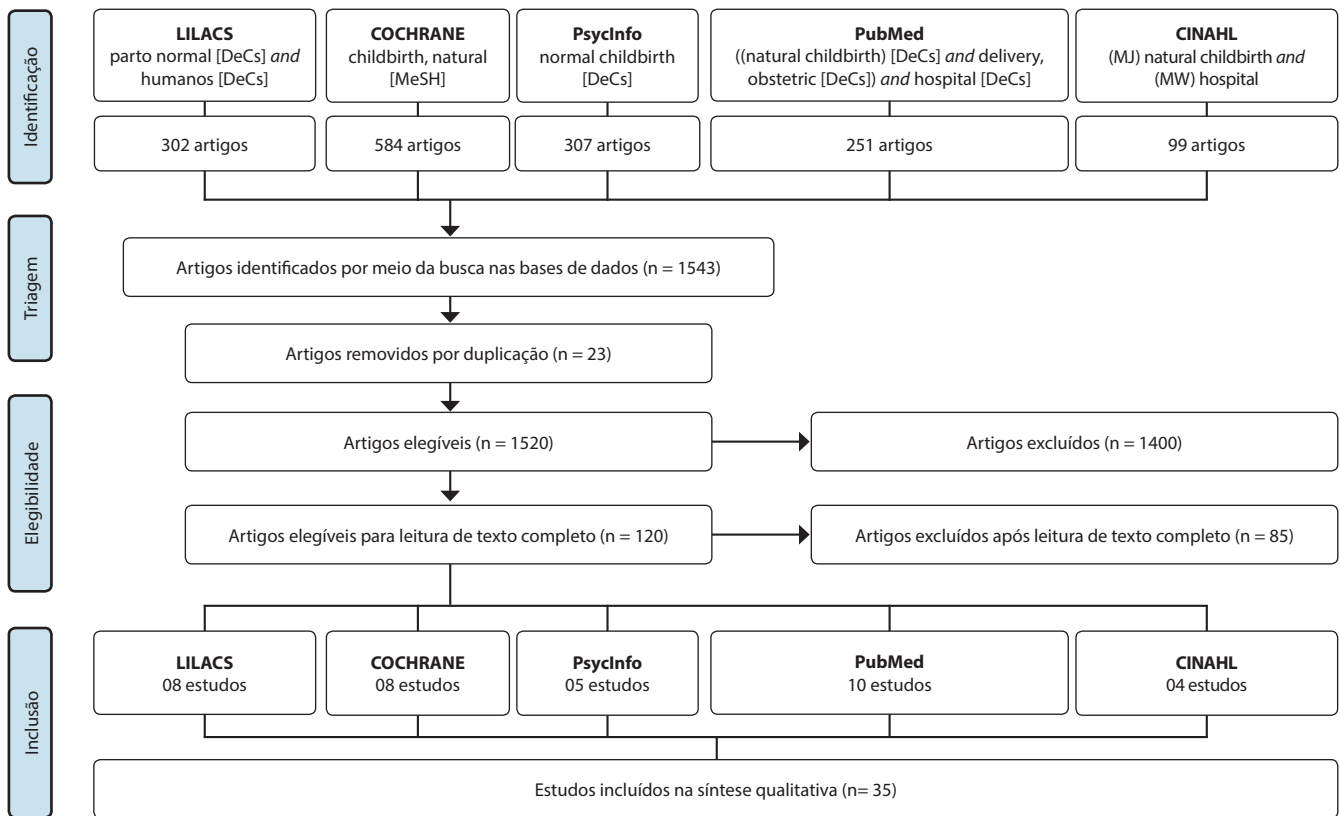 Identificação
LILACS
parto normal [DeCs] and
humanos [DeCs]
COCHRANE
childbirth, natural
[MeSH]
PsycInfo
normal childbirth
[DeCs]
PubMed
((natural childbirth) [DeCs] and delivery,
obstetric [DeCs]) and hospital [DeCs]
CINAHL
(MJ) natural childbirth and
(MW) hospital
302 artigos
584 artigos
307 artigos
251 artigos
99 artigos
Triagem
Artigos identificados por meio da busca nas bases de dados (n = 1543)
Artigos removidos por duplicação (n = 23)
Elegibilidade
Artigos elegíveis (n = 1520)
Artigos excluídos (n = 1400)
Artigos elegíveis para leitura de texto completo (n = 120)
Artigos excluídos após leitura de texto completo (n = 85)
Inclusão
LILACS
08 estudos
COCHRANE
08 estudos
PsycInfo
05 estudos
PubMed
10 estudos
CINAHL
04 estudos
Estudos incluídos na síntese qualitativa (n= 35)